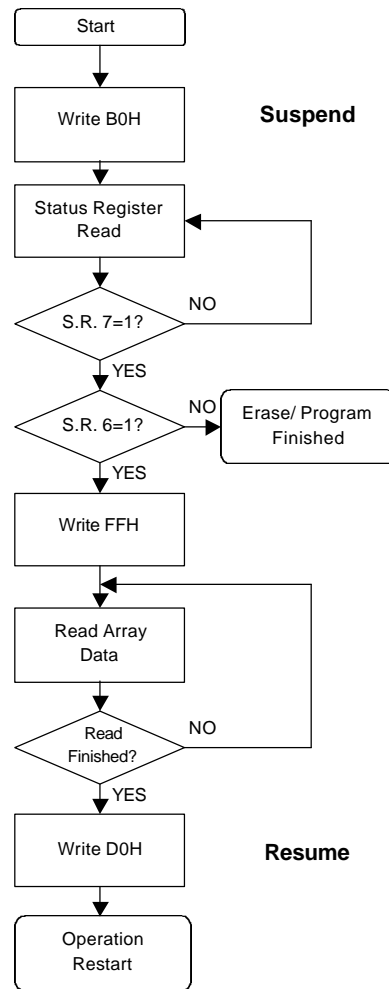 Start
Write B0H
Suspend
Status Register
Read
S.R. 7=1?
NO
YES
S.R. 6=1?
NO
Erase/ Program
Finished
YES
Write FFH
Read Array
Data
Read
Finished?
NO
YES
Write D0H
Resume
Operation
Restart